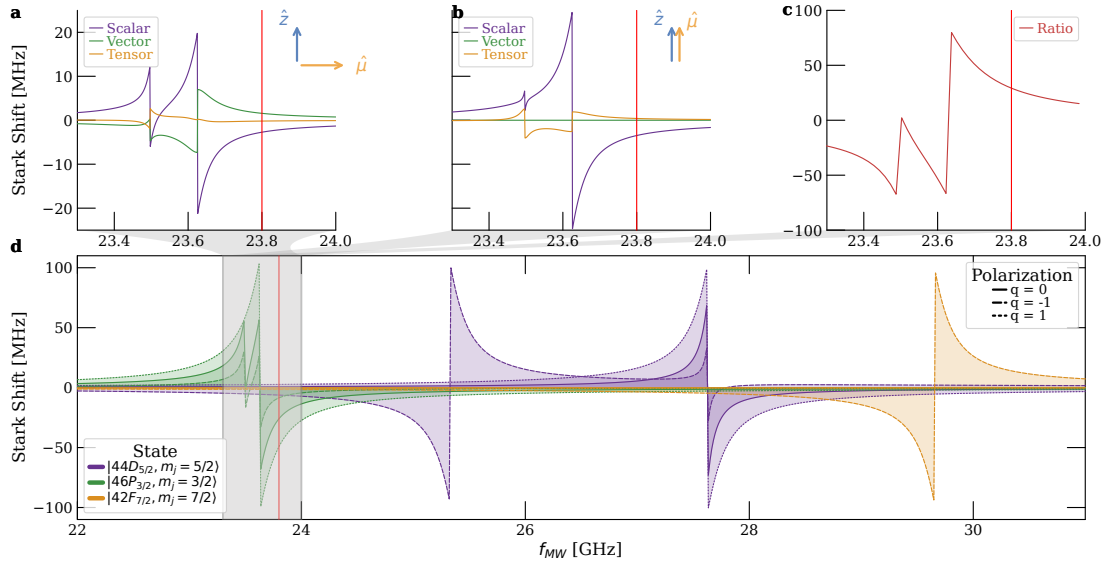 a
b
c
Stark Shift [MHz]
20
10
0
−10
−20
Scalar
Vector
Tensor
ẑ
μ̂
23.4
23.6
23.8
24.0
Scalar
Vector
Tensor
ẑ
μ̂
23.4
23.6
23.8
24.0
100
50
0
−50
−100
Ratio
23.4
23.6
23.8
24.0
d
Stark Shift [MHz]
100
50
0
−50
−100
Polarization
q = 0
q = -1
q = 1
State
|44D5/2, mj = 5/2⟩
|46P3/2, mj = 3/2⟩
|42F7/2, mj = 7/2⟩
22
24
26
28
30
fMW [GHz]